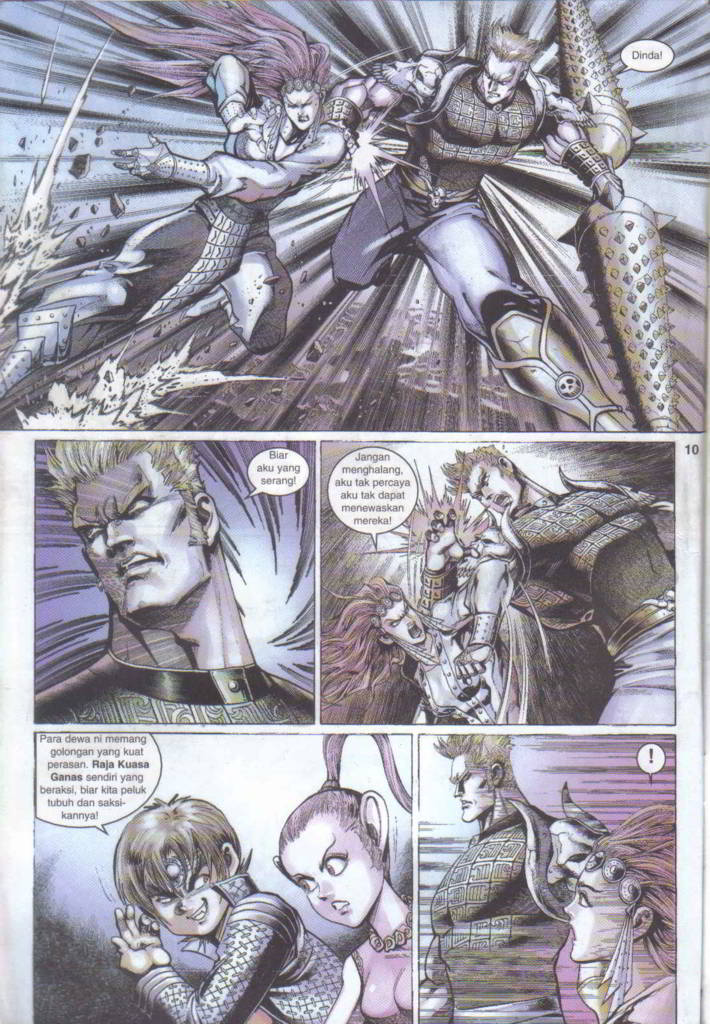 Dinda!
10
Biar
aku yang
serang!
Jangan
menghalang,
aku tak percaya
aku tak dapat
menewaskan
mereka!
Para dewa ni memang
golongan yang kuat
perasan. Raja Kuasa
Ganas sendiri yang
beraksi, biar kita peluk
tubuh dan saksi-
kannya!
!